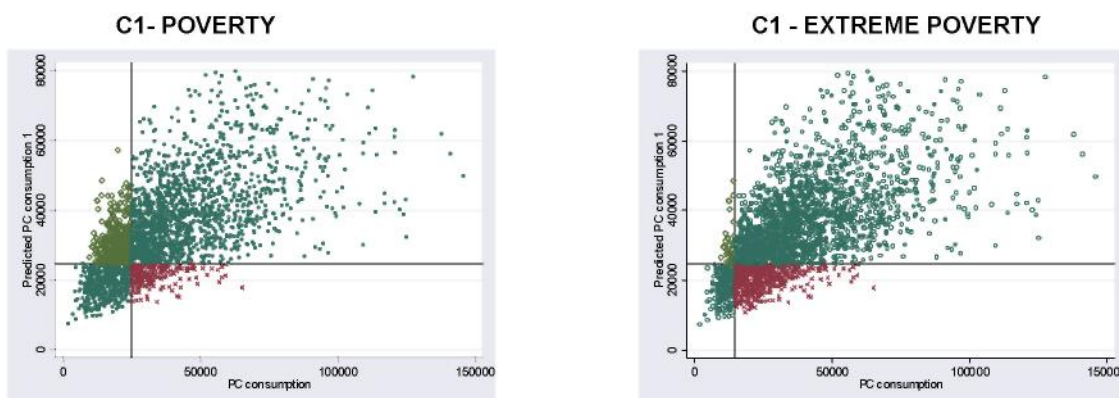 C1- POVERTY
80000
60000
40000
20000
0
Predicted PC consumption 1
0 50000 100000 150000
PC consumption
C1 - EXTREME POVERTY
80000
60000
40000
20000
0
Predicted PC consumption 1
0 50000 100000 150000
PC consumption